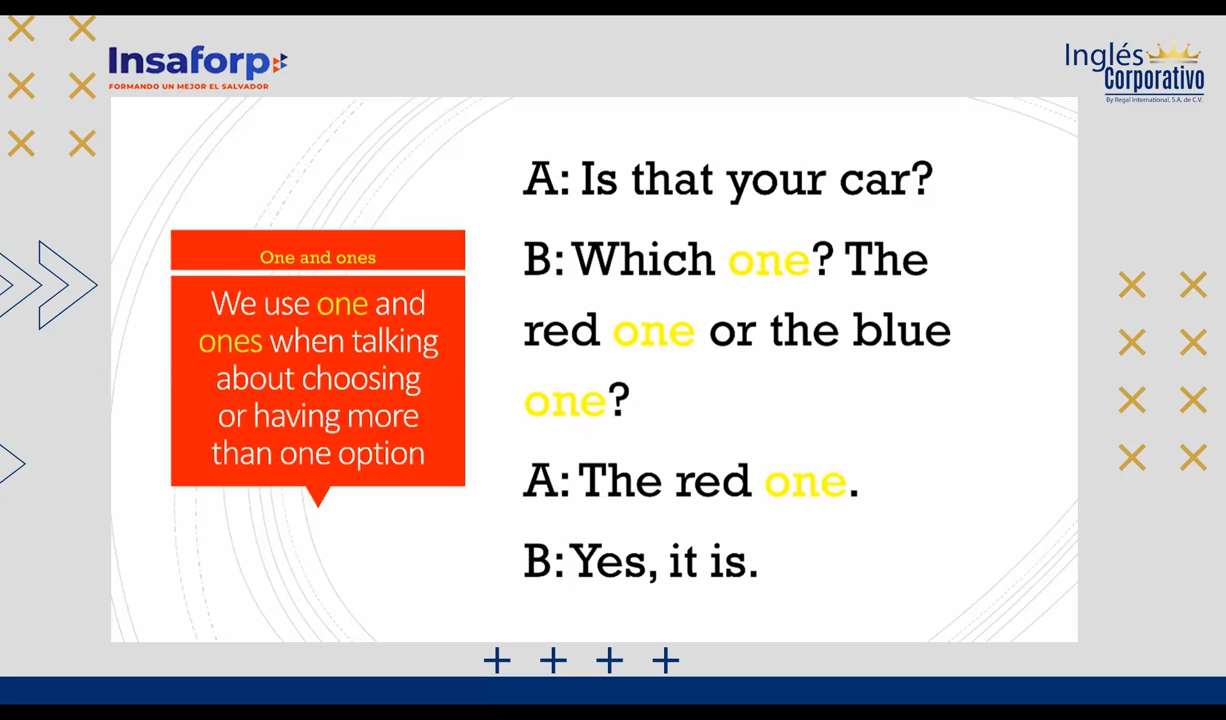 Insaforp
FORMANDO UN MEJOR EL SALVADOR
Inglés
Corporativo
By Regal International, S.A. de C.V.
One and ones
We use one and
ones when talking
about choosing
or having more
than one option
A: Is that your car?
B: Which one? The
red one or the blue
one?
A: The red one.
B: Yes, it is.